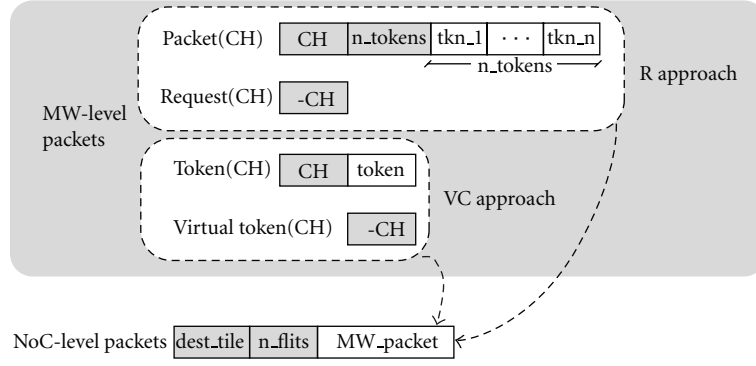 Packet(CH) CH n_tokens tkn_1 · · · tkn_n
n_tokens
R approach
Request(CH) -CH
MW-level
packets
Token(CH) CH token
VC approach
Virtual token(CH) -CH
NoC-level packets dest_tile n_flits MW_packet